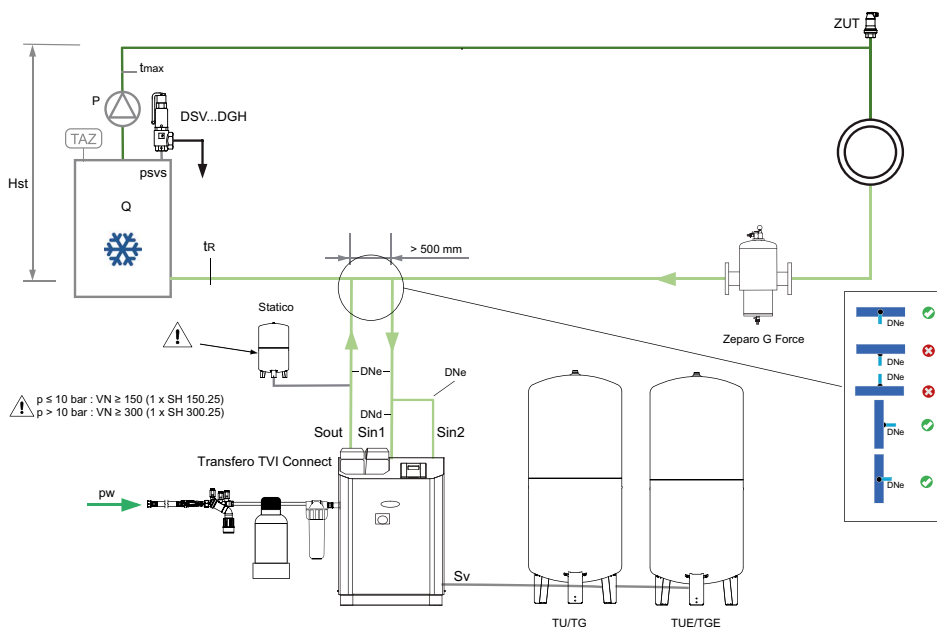 ZUT
tmax
P
DSV...DGH
TAZ
psvs
Hst
Q
tR
> 500 mm
Statico
Zeparo G Force
DNe
DNe
DNe
DNe
DNe
DNe
DNe
p ≤ 10 bar : VN ≥ 150 (1 x SH 150.25)
p > 10 bar : VN ≥ 300 (1 x SH 300.25)
!
!
DNd
Sout Sin1 Sin2
Transfero TVI Connect
pw
Sv
TU/TG
TUE/TGE